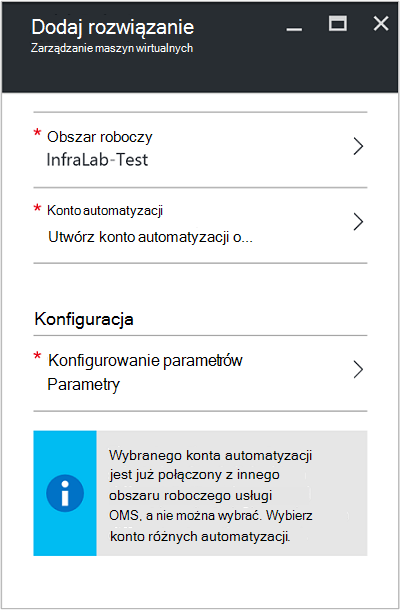 Dodaj rozwiązanie
Zarządzanie maszyn wirtualnych
* Obszar roboczy
InfraLab-Test
* Konto automatyzacji
Utwórz konto automatyzacji o...
Konfiguracja
* Konfigurowanie parametrów
Parametry
Wybranego konta automatyzacji
jest już połączony z innego
obszaru roboczego usługi
OMS, a nie można wybrać. Wybierz
konto różnych automatyzacji.